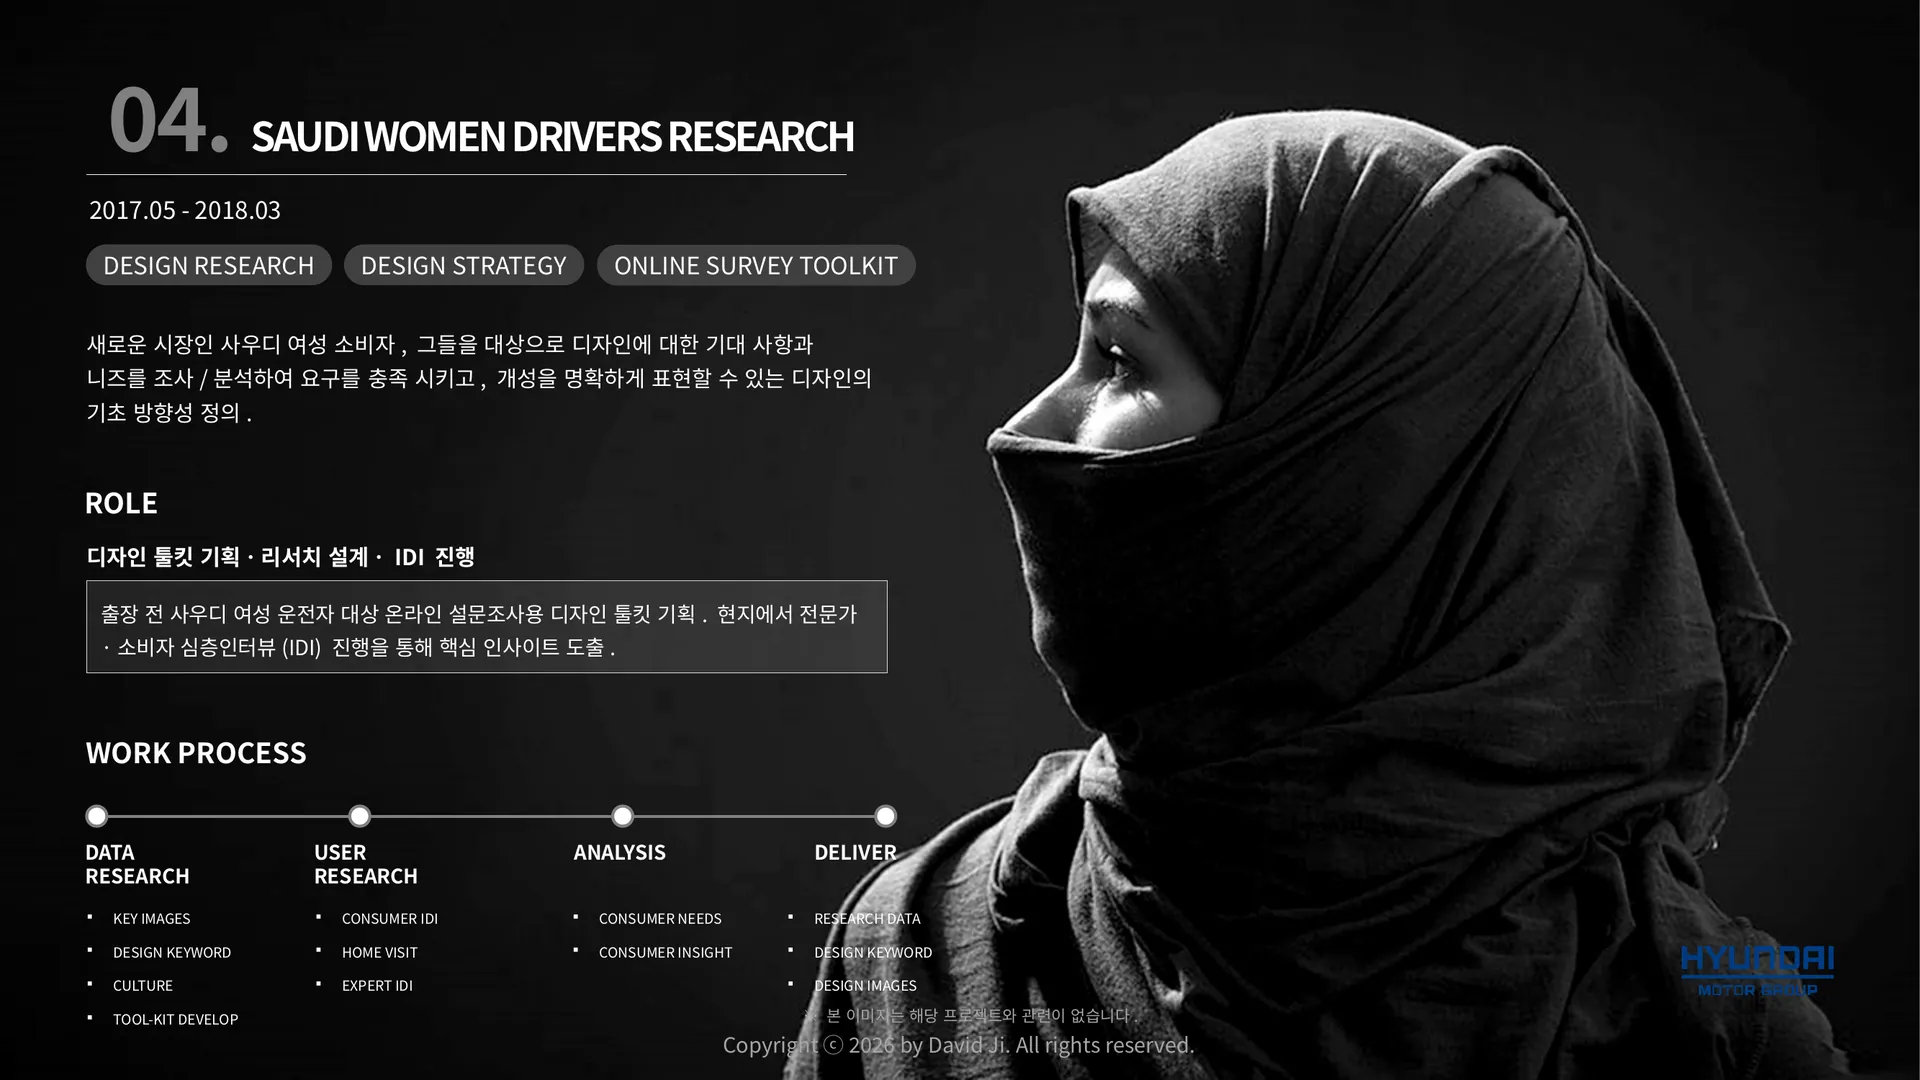 04. SAUDI WOMEN DRIVERS RESEARCH
2017.05 - 2018.03
DESIGN RESEARCH DESIGN STRATEGY ONLINE SURVEY TOOLKIT
새로운 시장인 사우디 여성 소비자 , 그들을 대상으로 디자인에 대한 기대 사항과
니즈를 조사 / 분석하여 요구를 충족 시키고 , 개성을 명확하게 표현할 수 있는 디자인의
기초 방향성 정의 .
ROLE
디자인 툴킷 기획 · 리서치 설계 · IDI 진행
출장 전 사우디 여성 운전자 대상 온라인 설문조사용 디자인 툴킷 기획 . 현지에서 전문가
· 소비자 심층인터뷰 (IDI) 진행을 통해 핵심 인사이트 도출 .
WORK PROCESS
DATA
RESEARCH
▪ KEY IMAGES
▪ DESIGN KEYWORD
▪ CULTURE
▪ TOOL-KIT DEVELOP
USER
RESEARCH
▪ CONSUMER IDI
▪ HOME VISIT
▪ EXPERT IDI
ANALYSIS
▪ CONSUMER NEEDS
▪ CONSUMER INSIGHT
DELIVER
▪ RESEARCH DATA
▪ DESIGN KEYWORD
▪ DESIGN IMAGES
HYUNDAI
MOTOR GROUP
※ 본 이미지는 해당 프로젝트와 관련이 없습니다 .
Copyright ⓒ 2026 by David Ji. All rights reserved.